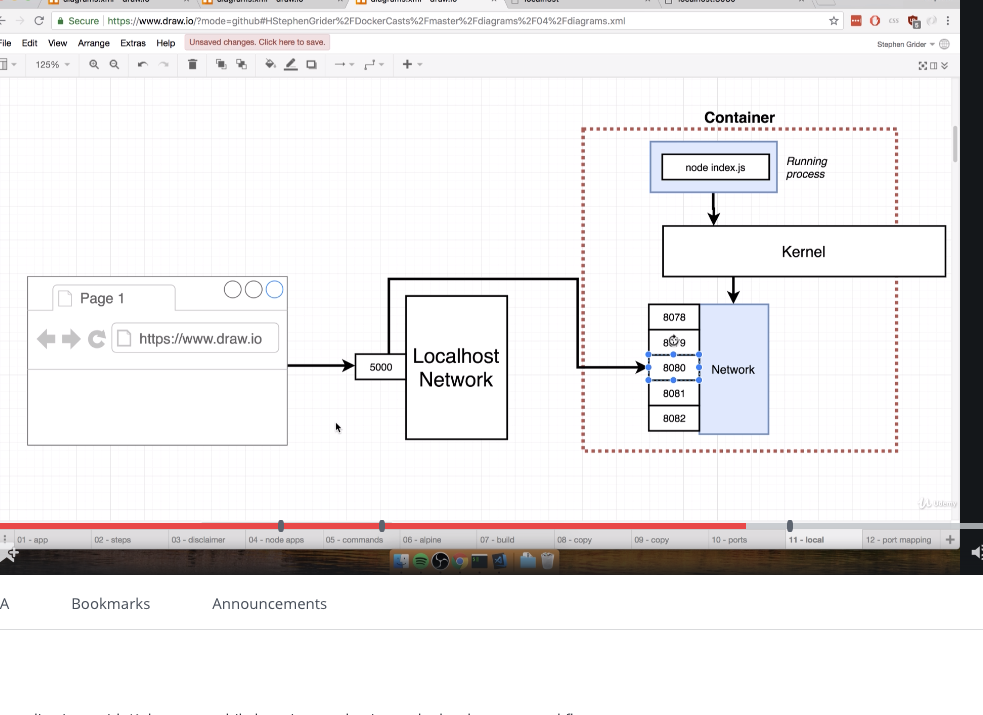 Secure https://www.draw.io/?mode=github#HStephenGrider%2FDockerCasts%2Fmaster%2Fdiagrams%2F04%2Fdiagrams.xml
File Edit View Arrange Extras Help Unsaved changes. Click here to save.
Stephen Grider
125%
Container
node index.js
Running
process
Kernel
Page 1
https://www.draw.io
5000
Localhost
Network
8078
8079
8080
8081
8082
Network
Udemy
01 - app 02 - steps 03 - disclaimer 04 - node apps 05 - commands 06 - alpine 07 - build 08 - copy 09 - copy 10 - ports 11 - local 12 - port mapping
A Bookmarks Announcements